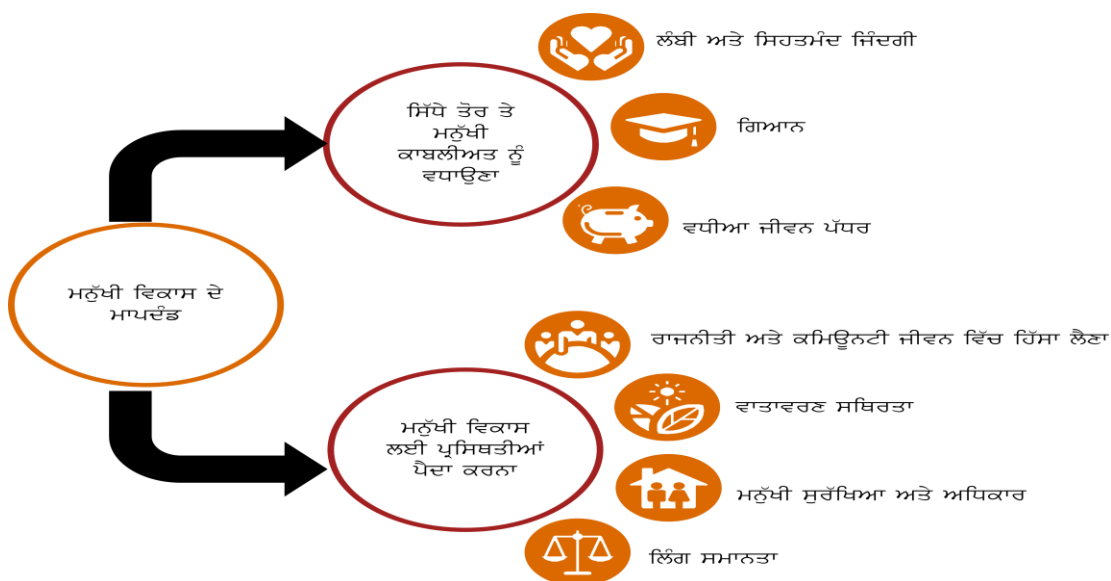 ਮਨੁੱਖੀ ਵਿਕਾਸ ਦੇ
ਮਾਪਦੰਡ
ਸਿੱਧੇ ਤੋਰ ਤੇ
ਮਨੁੱਖੀ
ਕਾਬਲੀਅਤ ਨੂੰ
ਵਧਾਉਣਾ
ਲੰਬੀ ਅਤੇ ਸਿਹਤਮੰਦ ਜਿੰਦਗੀ
ਗਿਆਨ
ਵਧੀਆ ਜੀਵਨ ਪੱਧਰ
ਮਨੁੱਖੀ ਵਿਕਾਸ
ਲਈ ਪ੍ਰਸਿਥਤੀਆਂ
ਪੈਦਾ ਕਰਨਾ
ਰਾਜਨੀਤੀ ਅਤੇ ਕਮਿਊਨਟੀ ਜੀਵਨ ਵਿੱਚ ਹਿੱਸਾ ਲੈਣਾ
ਵਾਤਾਵਰਣ ਸਥਿਰਤਾ
ਮਨੁੱਖੀ ਸੁਰੱਖਿਆ ਅਤੇ ਅਧਿਕਾਰ
ਲਿੰਗ ਸਮਾਨਤਾ